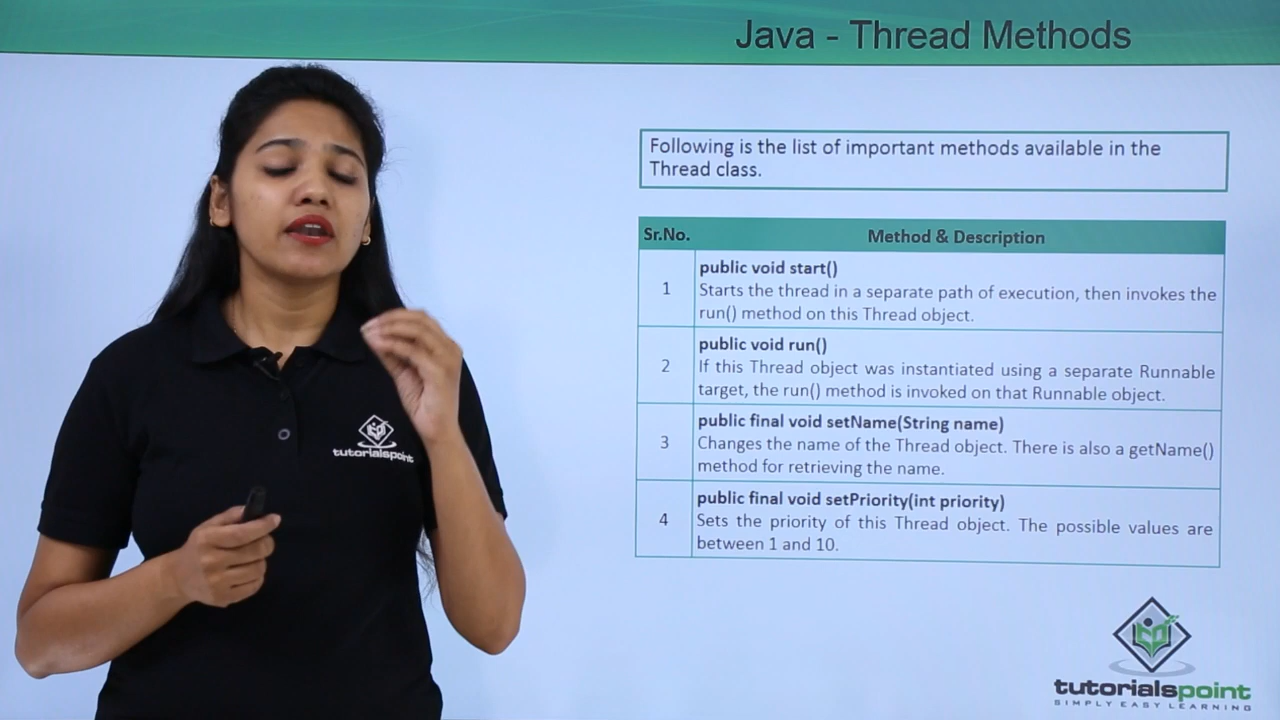 Java - Thread Methods
Following is the list of important methods available in the
Thread class.
Sr.No.
Method & Description
1
public void start()
Starts the thread in a separate path of execution, then invokes the
run() method on this Thread object.
2
public void run()
If this Thread object was instantiated using a separate Runnable
target, the run() method is invoked on that Runnable object.
3
public final void setName(String name)
Changes the name of the Thread object. There is also a getName()
method for retrieving the name.
4
public final void setPriority(int priority)
Sets the priority of this Thread object. The possible values are
between 1 and 10.
tutorialspoint
tutorialspoint
SIMPLY EASY LEARNING